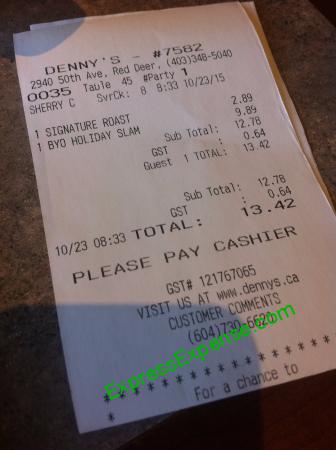 DENNY'S - #7582
2940 50th Ave, Red Deer, (403)348-5040
0035 Table 45 #Party 1
SHERRY C SvrCk: 8 8:33 10/23/15
1 SIGNATURE ROAST 2.89
1 BYO HOLIDAY SLAM 9.89
Sub Total: 12.78
GST : 0.64
Guest 1 TOTAL: 13.42
Sub Total: 12.78
GST : 0.64
10/23 08:33 TOTAL: 13.42
PLEASE PAY CASHIER
GST# 121767065
VISIT US AT www.dennys.ca
CUSTOMER COMMENTS
(604)730-6620
ExpressExpense.com
* * * * * * * * * * * * * * * * * *
* For a chance to